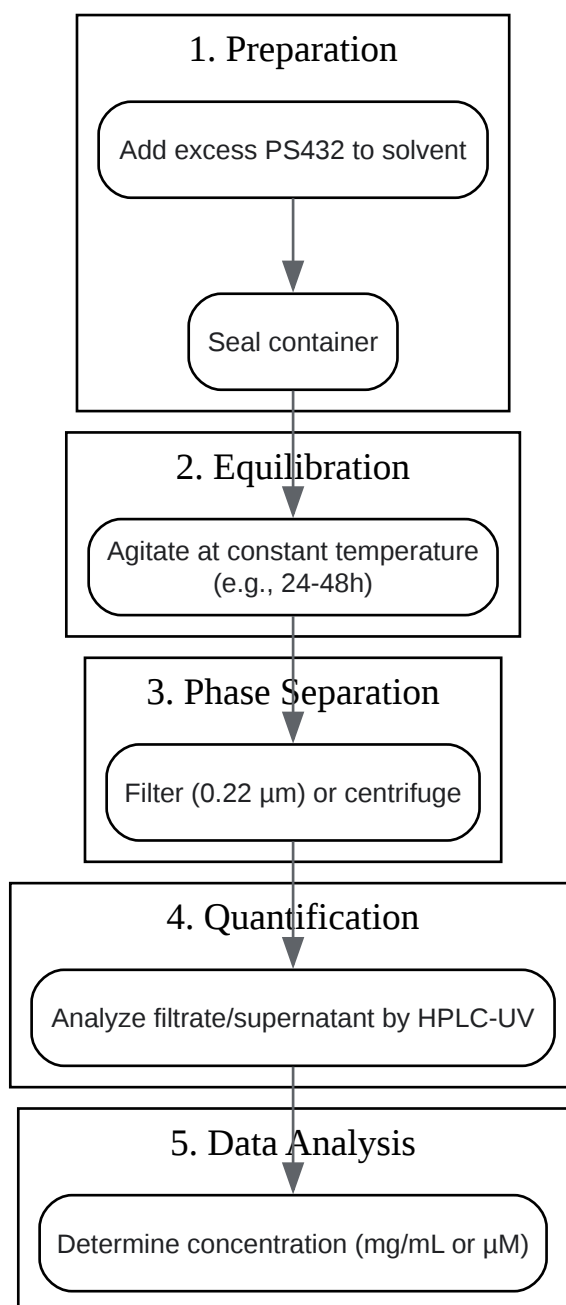 1. Preparation
Add excess PS432 to solvent
Seal container
2. Equilibration
Agitate at constant temperature
(e.g., 24-48h)
3. Phase Separation
Filter (0.22 µm) or centrifuge
4. Quantification
Analyze filtrate/supernatant by HPLC-UV
5. Data Analysis
Determine concentration (mg/mL or µM)